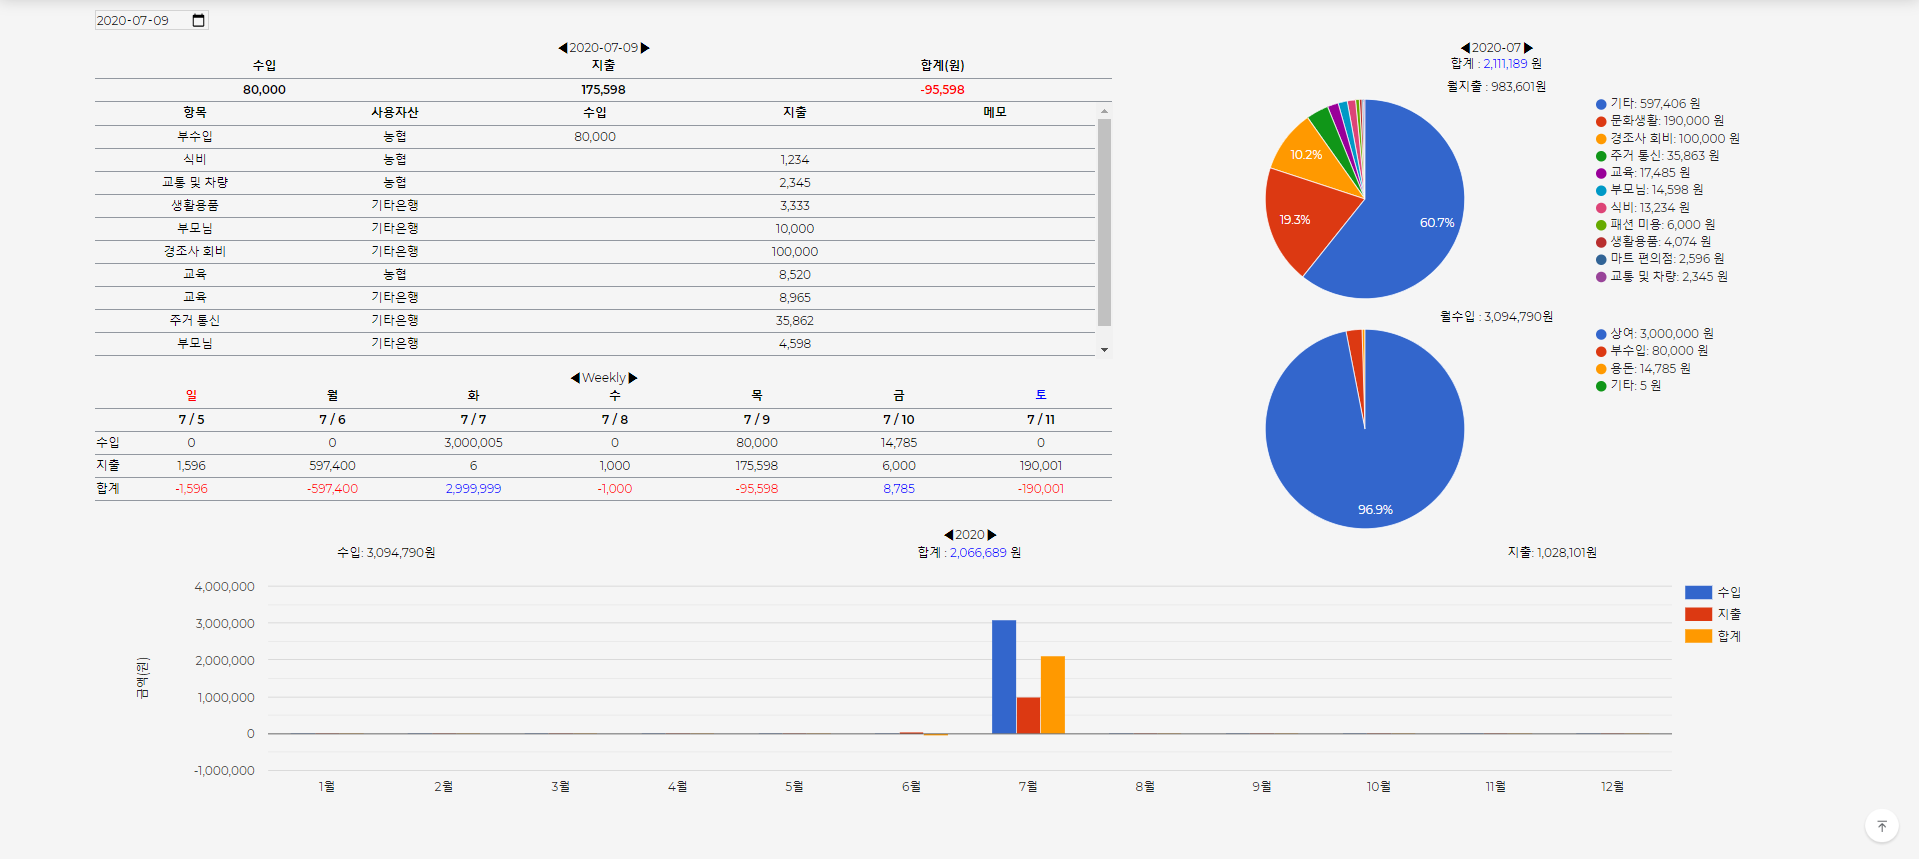 2020-07-09
◀2020-07-09▶
수입 지출 합계(원)
80,000 175,598 -95,598
항목 사용자산 수입 지출 메모
부수입 농협 80,000
식비 농협 1,234
교통 및 차량 농협 2,345
생활용품 기타은행 3,333
부모님 기타은행 10,000
경조사 회비 기타은행 100,000
교육 농협 8,520
교육 기타은행 8,965
주거 통신 기타은행 35,862
부모님 기타은행 4,598
◀Weekly▶
일 월 화 수 목 금 토
7 / 5 7 / 6 7 / 7 7 / 8 7 / 9 7 / 10 7 / 11
수입 0 0 3,000,005 0 80,000 14,785 0
지출 1,596 597,400 6 1,000 175,598 6,000 190,001
합계 -1,596 -597,400 2,999,999 -1,000 -95,598 8,785 -190,001
◀2020-07▶
합계 : 2,111,189 원
월지출 : 983,601원
60.7%
19.3%
10.2%
기타: 597,406 원
문화생활: 190,000 원
경조사 회비: 100,000 원
주거 통신: 35,863 원
교육: 17,485 원
부모님: 14,598 원
식비: 13,234 원
패션 미용: 6,000 원
생활용품: 4,074 원
마트 편의점: 2,596 원
교통 및 차량: 2,345 원
월수입 : 3,094,790원
96.9%
상여: 3,000,000 원
부수입: 80,000 원
용돈: 14,785 원
기타: 5 원
◀2020▶
수입: 3,094,790원 합계 : 2,066,689 원 지출: 1,028,101원
금액(원)
4,000,000
3,000,000
2,000,000
1,000,000
0
-1,000,000
1월 2월 3월 4월 5월 6월 7월 8월 9월 10월 11월 12월
수입
지출
합계